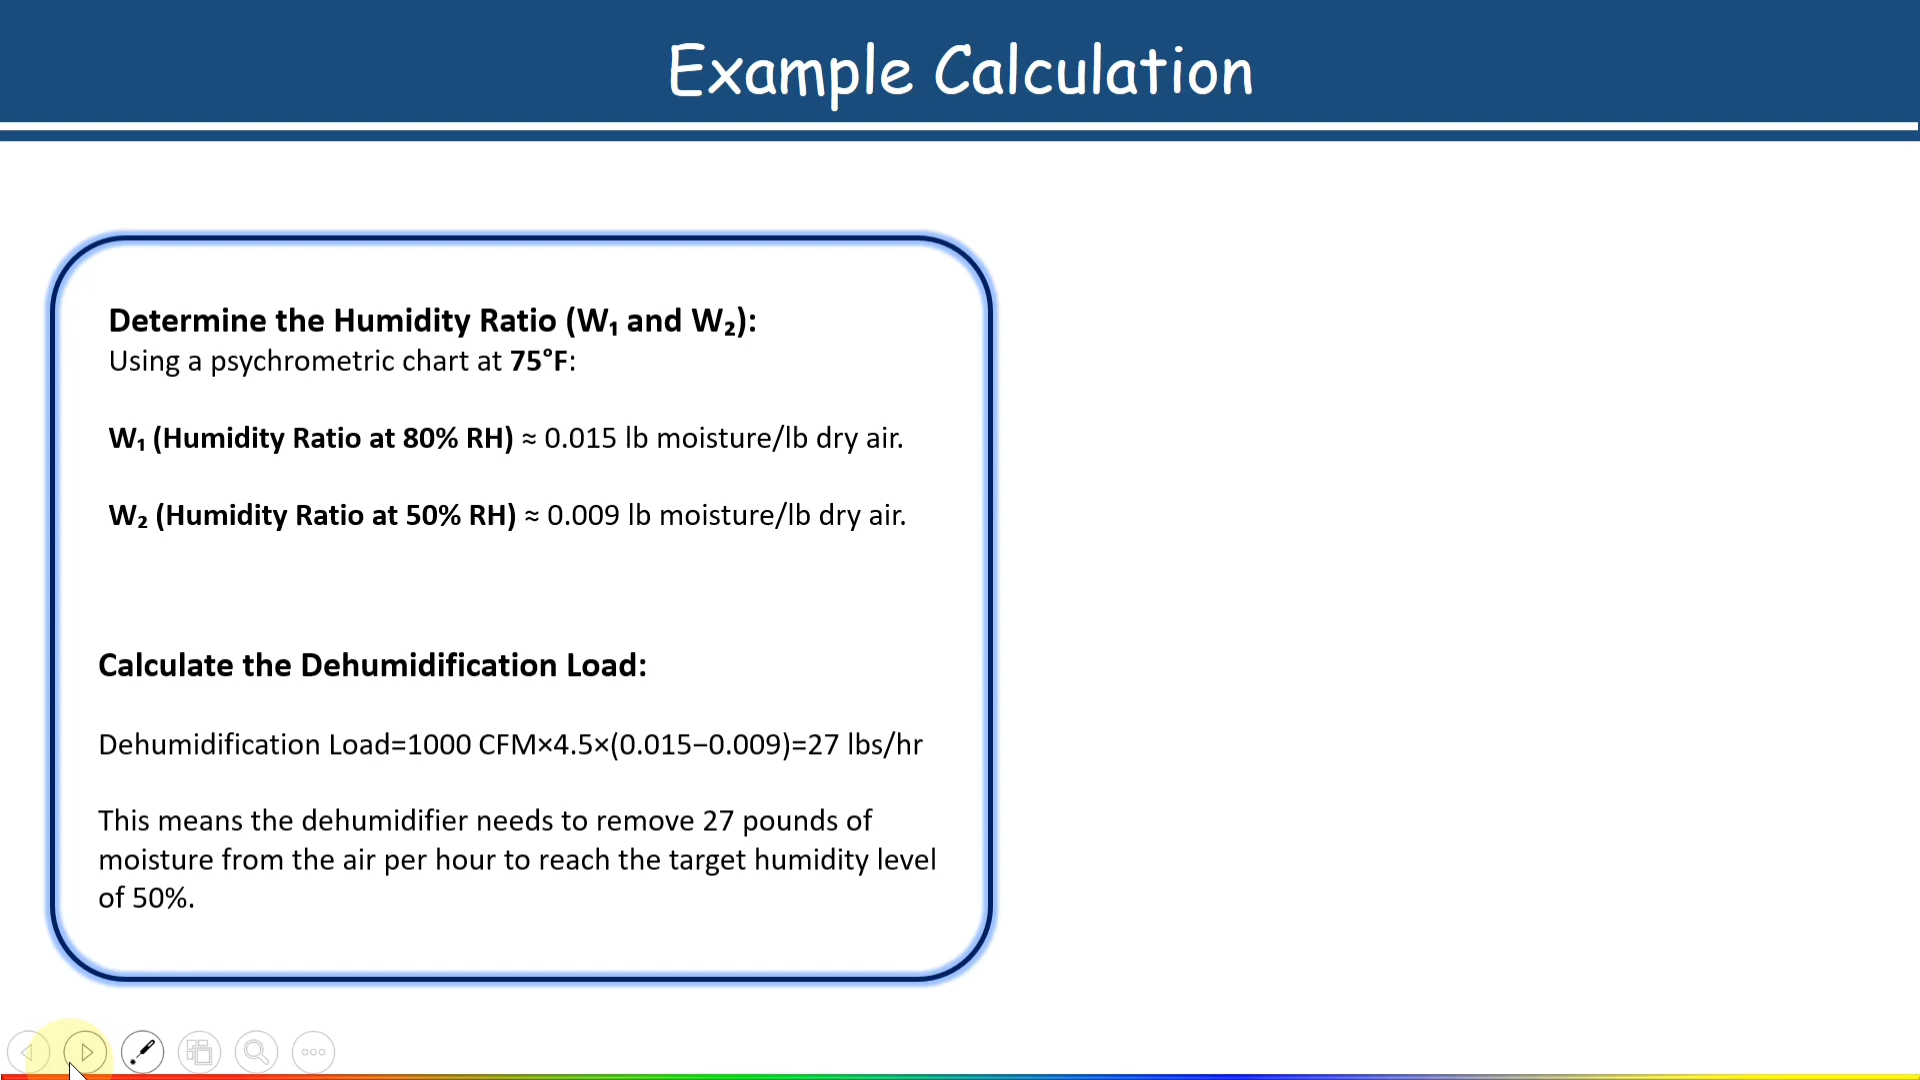 Example Calculation
Determine the Humidity Ratio (W₁ and W₂):
Using a psychrometric chart at 75°F:
W₁ (Humidity Ratio at 80% RH) ≈ 0.015 lb moisture/lb dry air.
W₂ (Humidity Ratio at 50% RH) ≈ 0.009 lb moisture/lb dry air.
Calculate the Dehumidification Load:
Dehumidification Load=1000 CFM×4.5×(0.015−0.009)=27 lbs/hr
This means the dehumidifier needs to remove 27 pounds of
moisture from the air per hour to reach the target humidity level
of 50%.